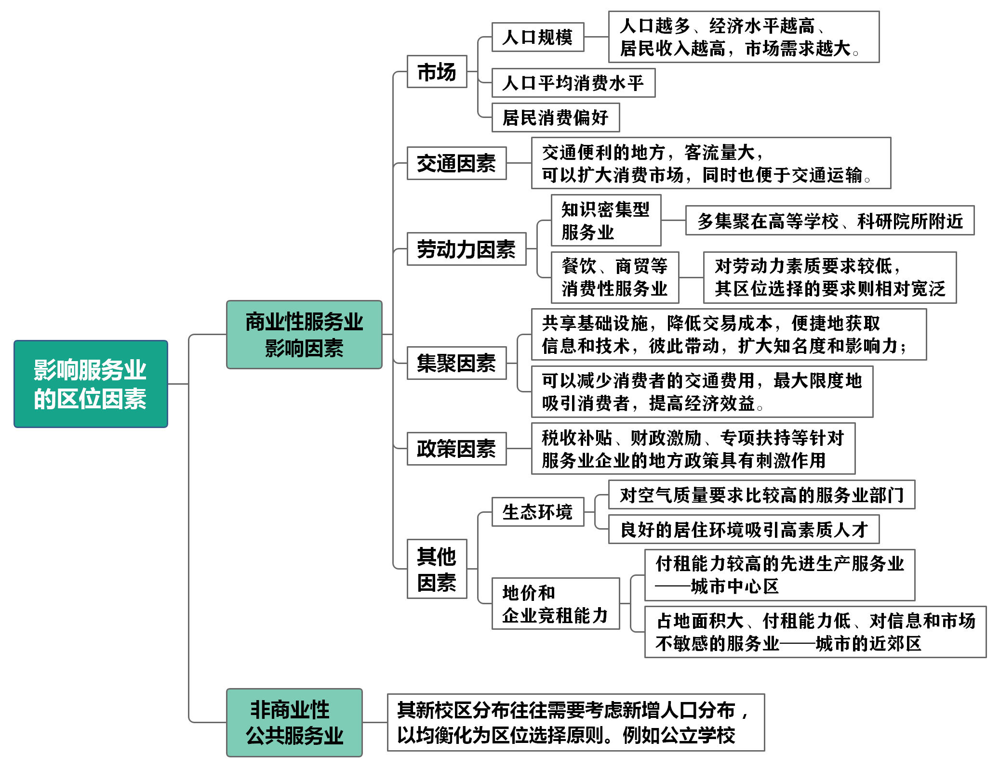 影响服务业
的区位因素
商业性服务业
影响因素
市场
人口规模
人口越多、经济水平越高、
居民收入越高，市场需求越大。
人口平均消费水平
居民消费偏好
交通因素
交通便利的地方，客流量大，
可以扩大消费市场，同时也便于交通运输。
劳动力因素
知识密集型
服务业
多集聚在高等学校、科研院所附近
餐饮、商贸等
消费性服务业
对劳动力素质要求较低，
其区位选择的要求则相对宽泛
集聚因素
共享基础设施，降低交易成本，便捷地获取
信息和技术，彼此带动，扩大知名度和影响力；
可以减少消费者的交通费用，最大限度地
吸引消费者，提高经济效益。
政策因素
税收补贴、财政激励、专项扶持等针对
服务业企业的地方政策具有刺激作用
其他
因素
生态环境
对空气质量要求比较高的服务业部门
良好的居住环境吸引高素质人才
地价和
企业竞租能力
付租能力较高的先进生产服务业
——城市中心区
占地面积大、付租能力低、对信息和市场
不敏感的服务业——城市的近郊区
非商业性
公共服务业
其新校区分布往往需要考虑新增人口分布，
以均衡化为区位选择原则。例如公立学校